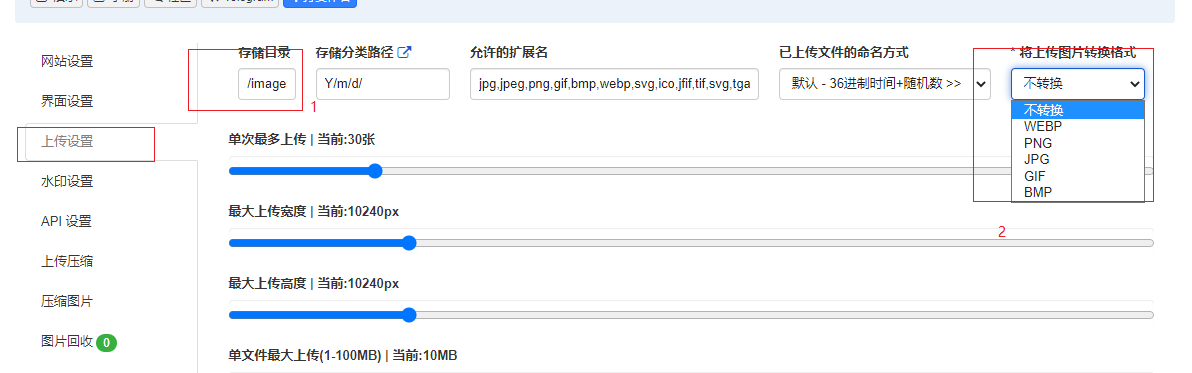 Telegram
网站设置
界面设置
上传设置
水印设置
API 设置
上传压缩
压缩图片
图片回收 0
存储目录 存储分类路径 允许的扩展名 已上传文件的命名方式 * 将上传图片转换格式
/image Y/m/d/ jpg,jpeg,png,gif,bmp,webp,svg,ico,jfif,tif,svg,tga 默认 - 36进制时间+随机数 >> 不转换
1
不转换
WEBP
PNG
JPG
GIF
BMP
2
单次最多上传 | 当前:30张
最大上传宽度 | 当前:10240px
最大上传高度 | 当前:10240px
单文件最大上传(1-100MB) | 当前:10MB